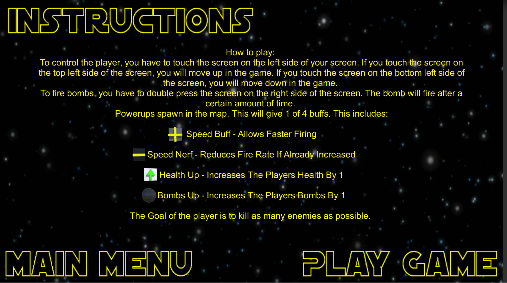 INSTRUCTIONS
How to play:
To control the player, you have to touch the screen on the left side of your screen. If you touch the screen on
the top left side of the screen, you will move up in the game. If you touch the screen on the bottom left side of
the screen, you will move down in the game.
To fire bombs, you have to double press the screen on the right side of the screen. The bomb will fire after a
certain amount of time.
Powerups spawn in the map. This will give 1 of 4 buffs. This includes:
Speed Buff - Allows Faster Firing
Speed Nerf - Reduces Fire Rate If Already Increased
Health Up - Increases The Players Health By 1
Bombs Up - Increases The Players Bombs By 1
The Goal of the player is to kill as many enemies as possible.
MAIN MENU
PLAY GAME